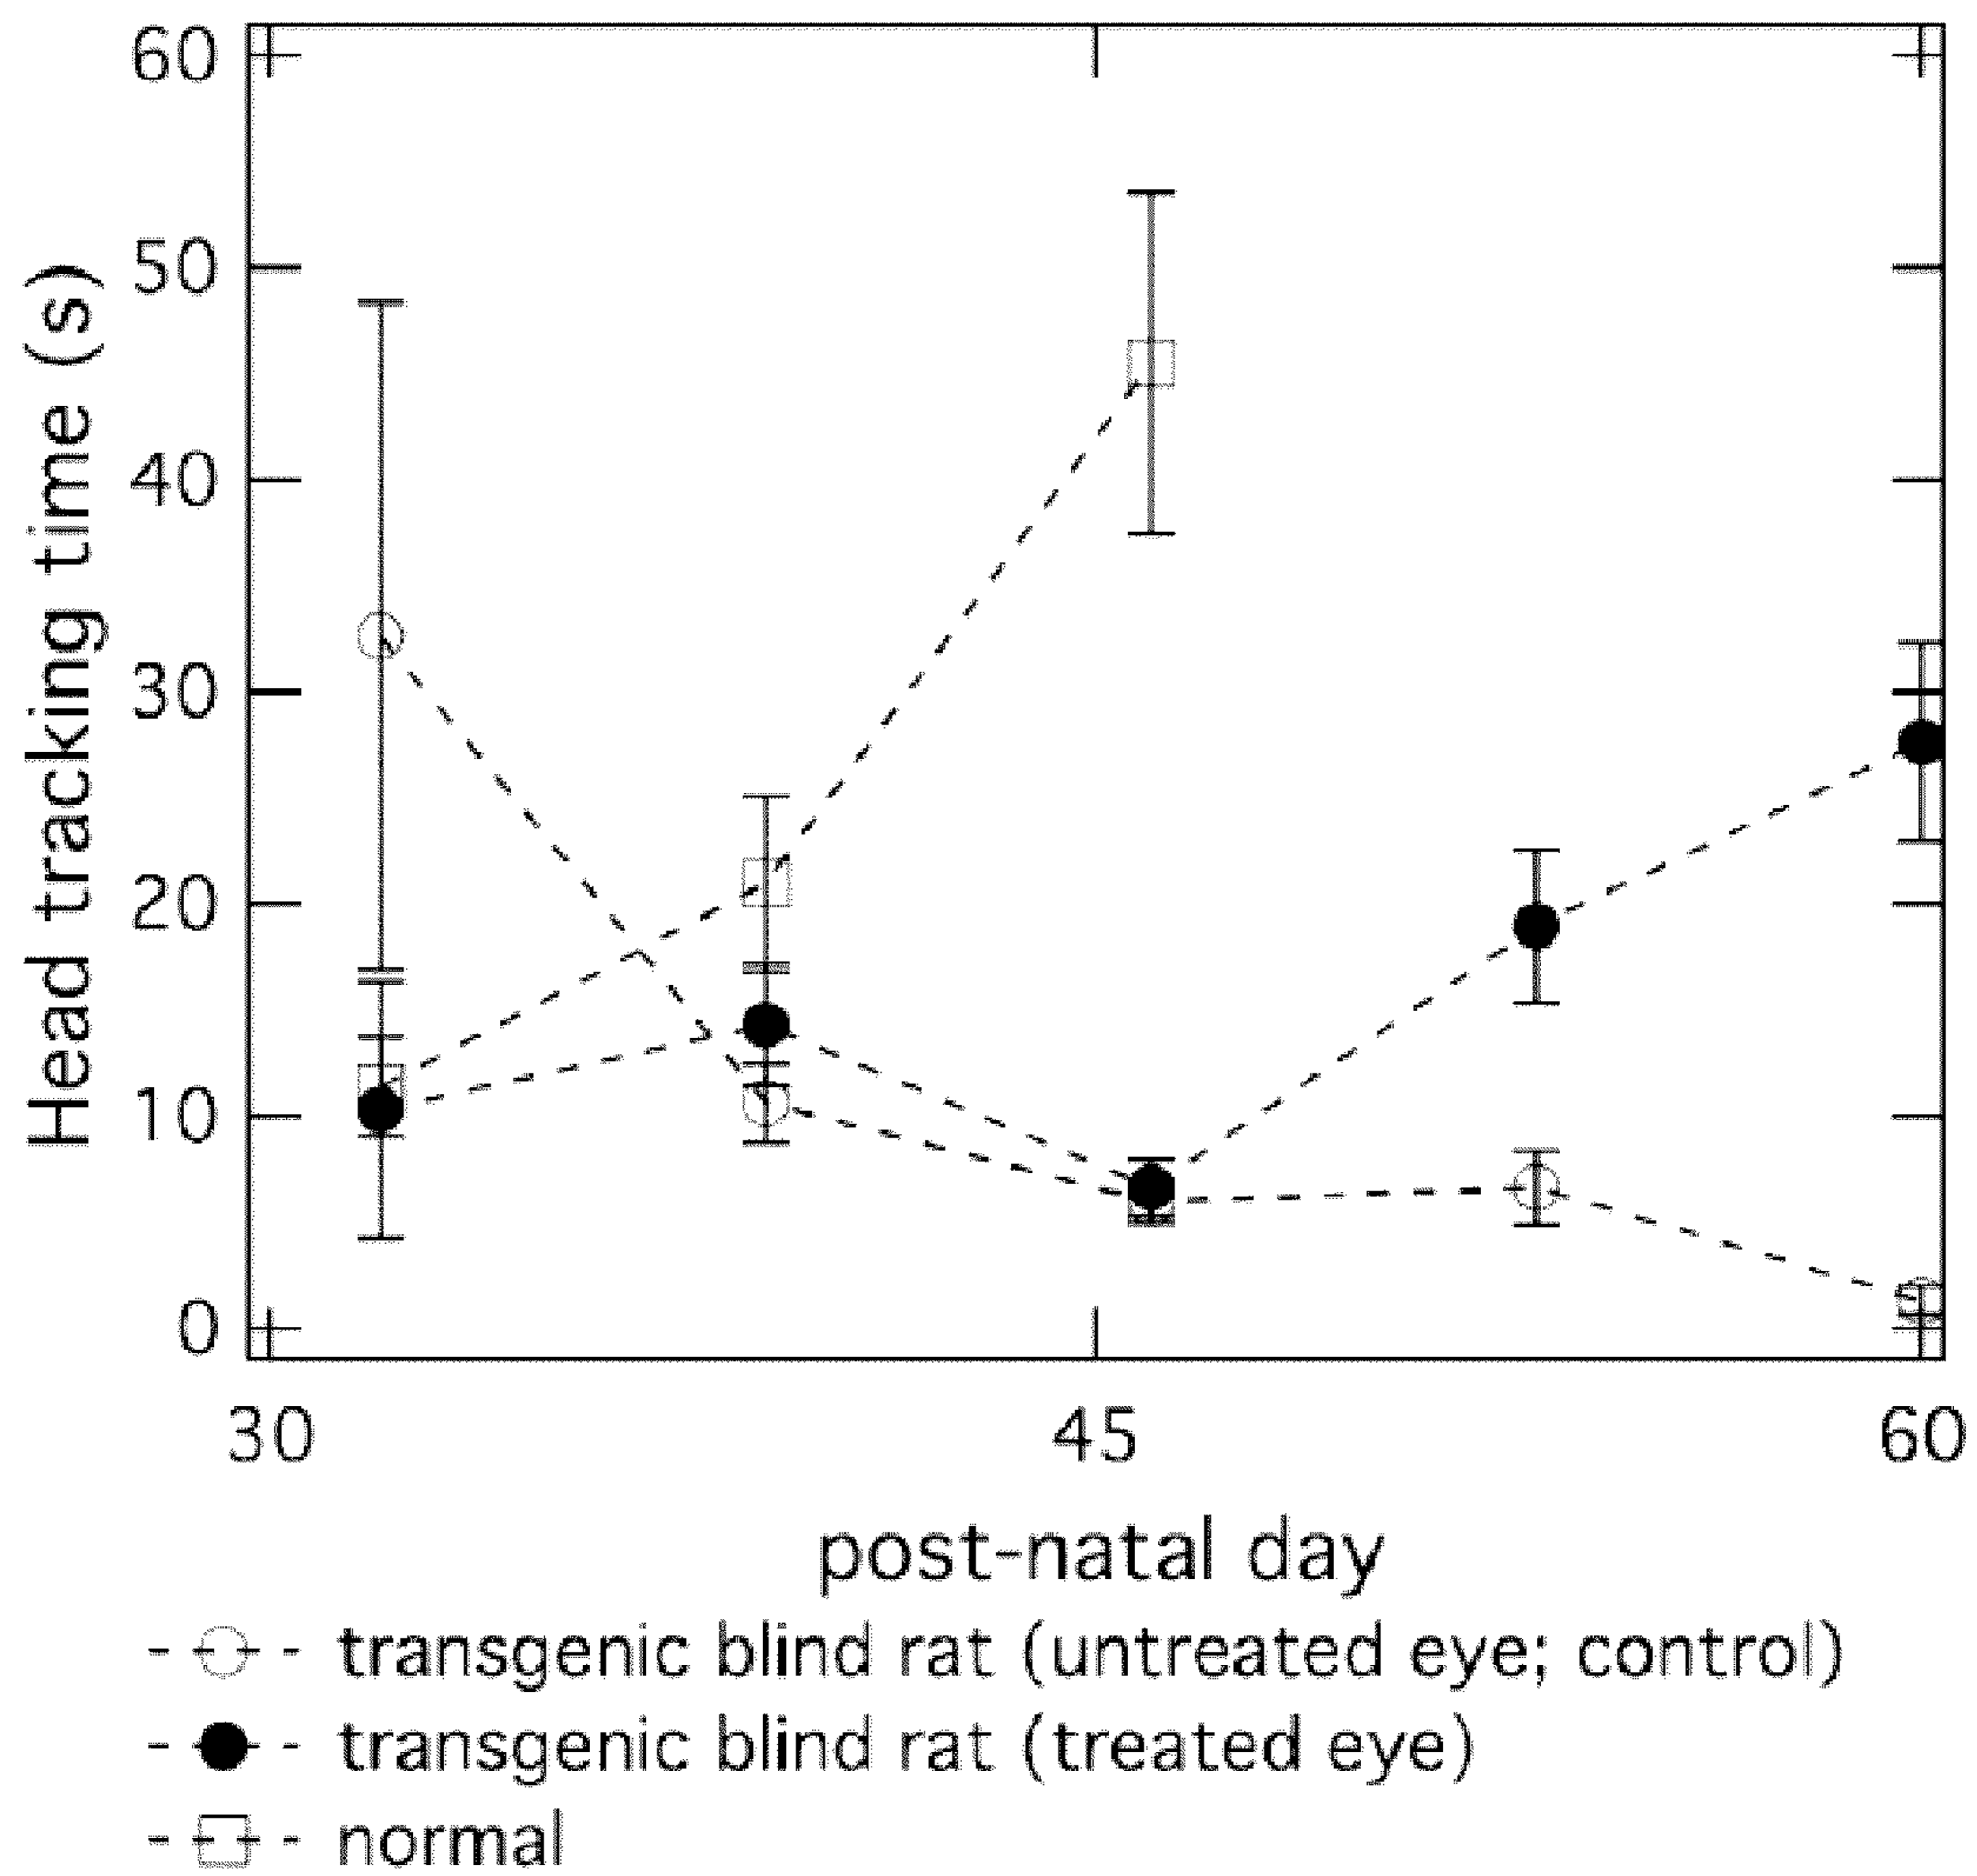 60
50
40
30
20
10
0
Head tracking time (s)
30 45 60
post-natal day
transgenic blind rat (untreated eye; control)
transgenic blind rat (treated eye)
normal